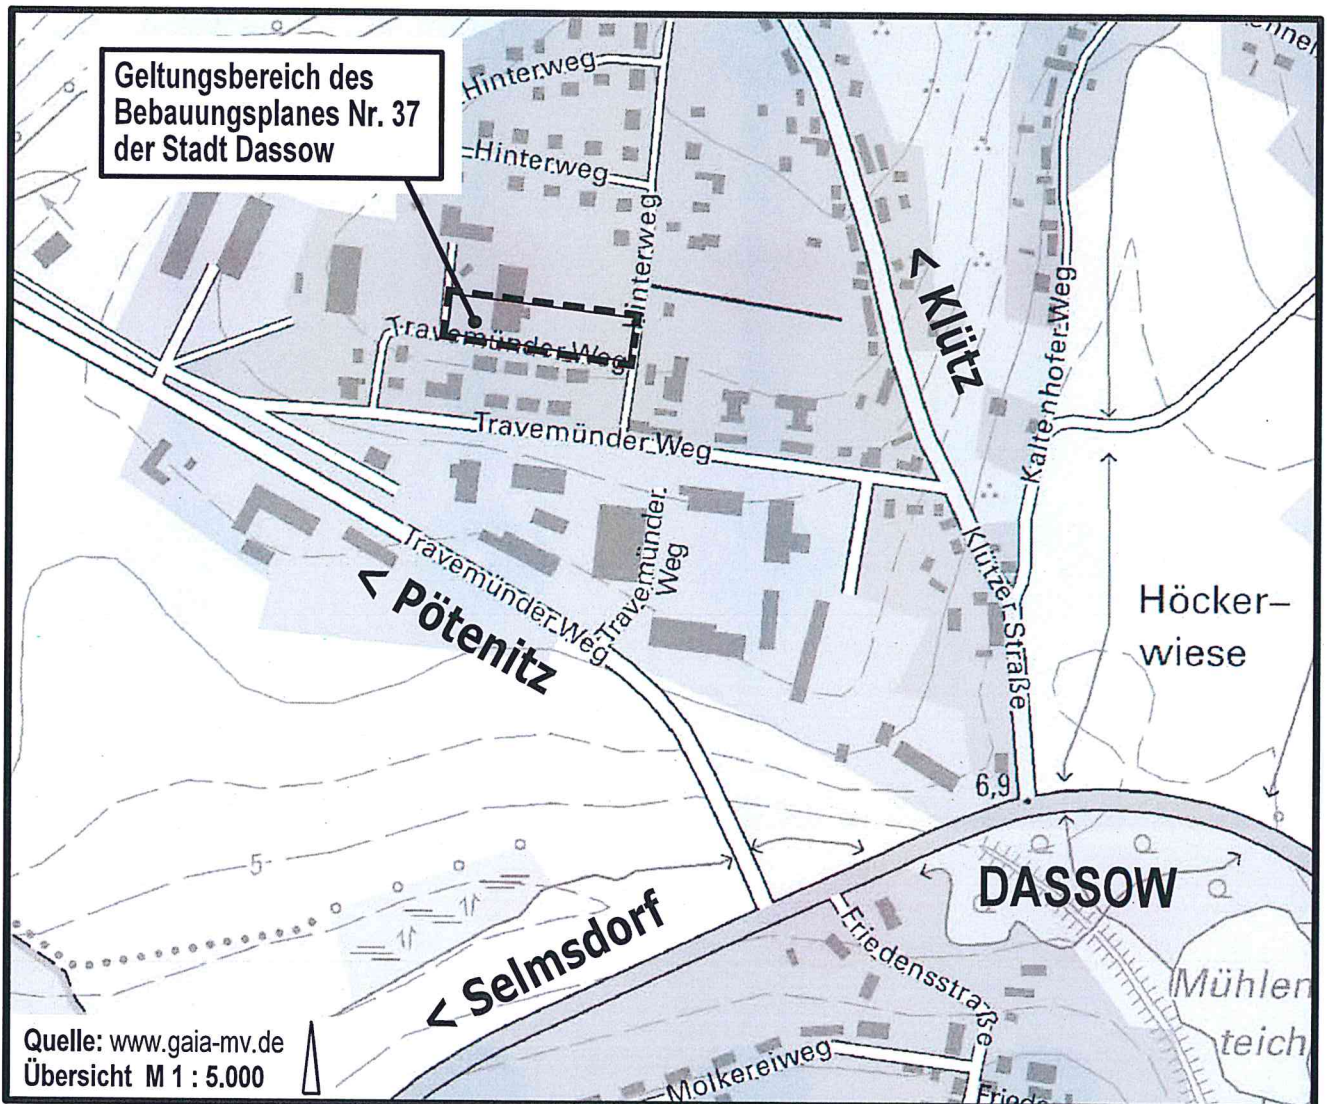 Geltungsbereich des
Bebauungsplanes Nr. 37
der Stadt Dassow
Hinterweg
Hinterweg
Hinterweg
< Klütz
Kaltenhofer Weg
Travemünder Weg
Travemünder Weg
Travemünder
Weg
Travemünder Weg
Travemünder
< Pötenitz
Klützer Straße
Höcker–
wiese
6,9
5
DASSOW
< Selmsdorf
Friedensstraße
Mühlen
teich
Molkereiweg
Quelle: www.gaia-mv.de
Übersicht M 1 : 5.000